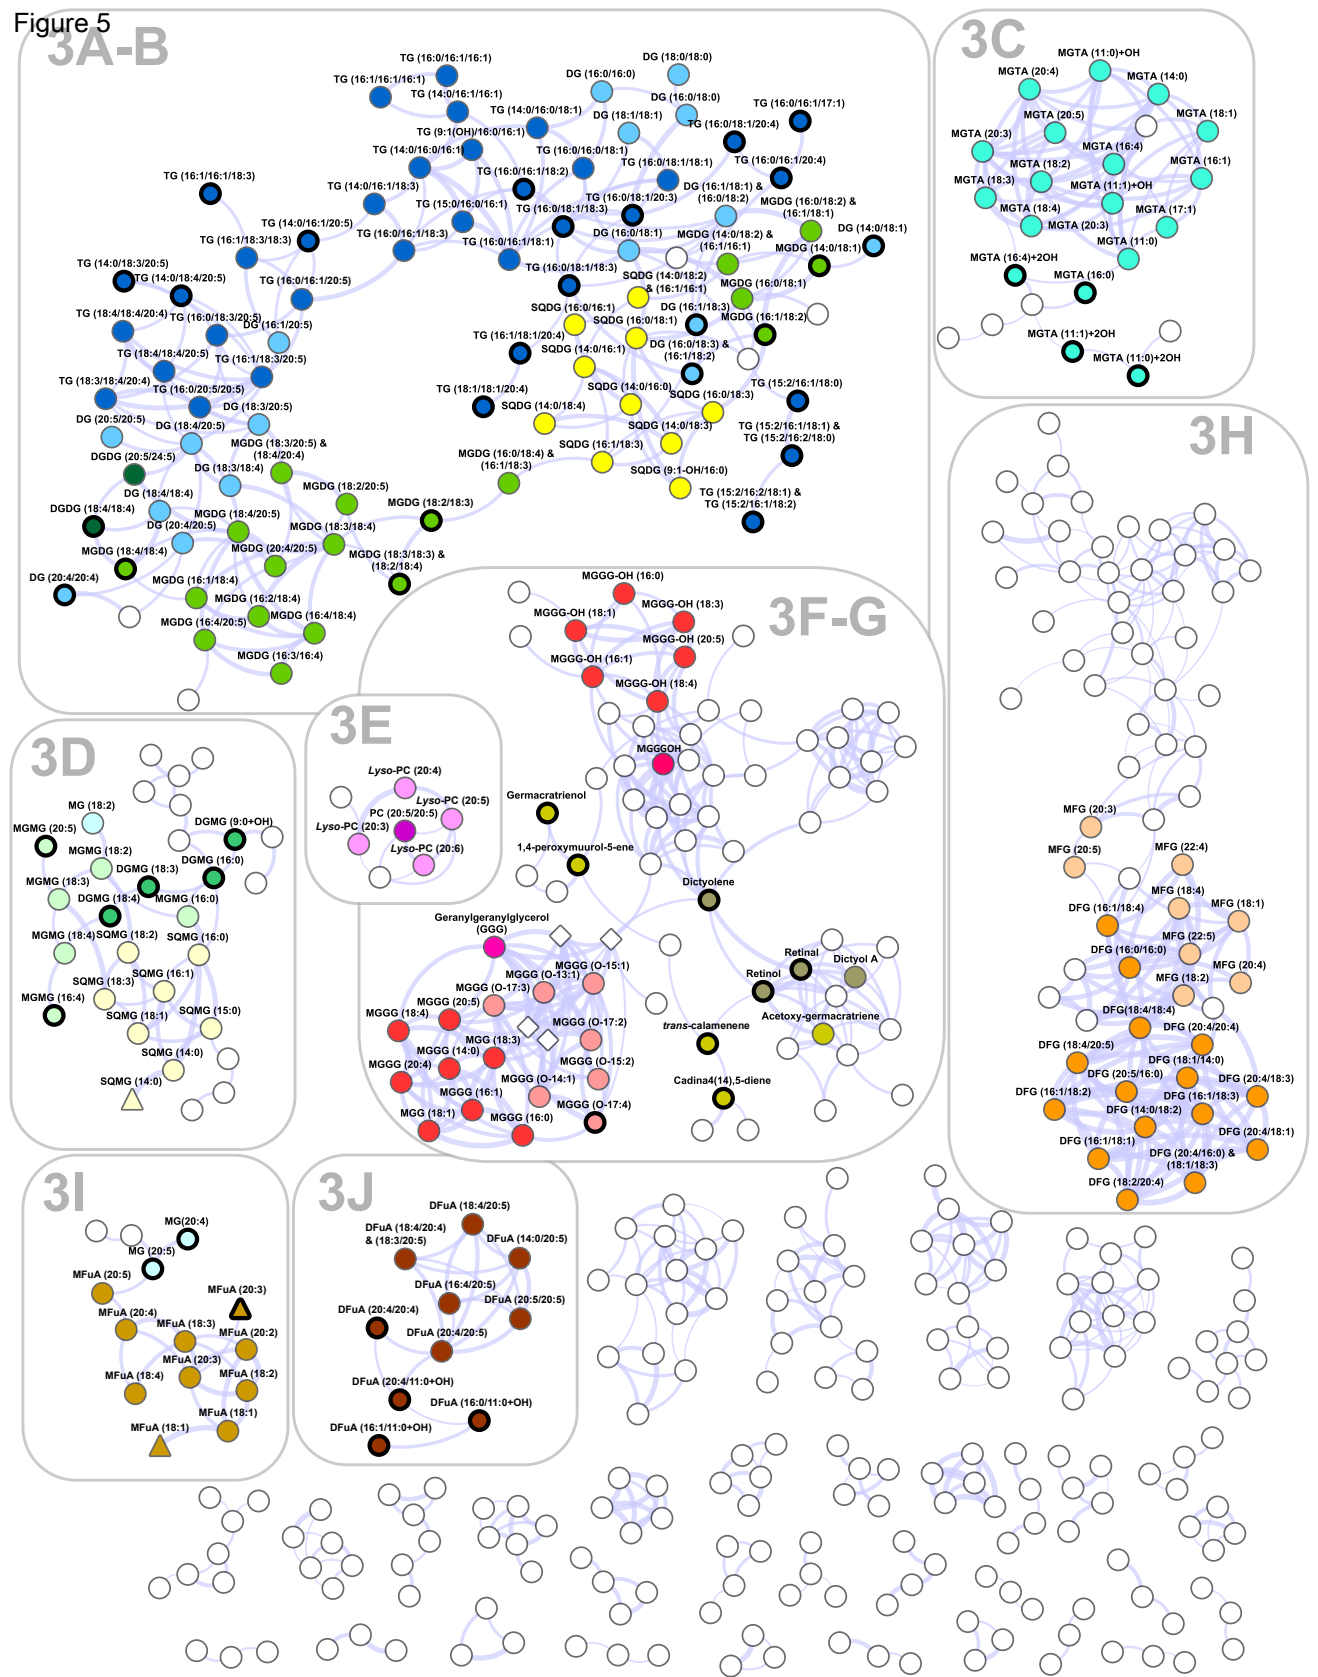 Figure 5
3A-B
TG (16:0/16:1/16:1)
TG (16:1/16:1/16:1)
TG (14:0/16:1/16:1)
TG (14:0/16:0/18:1)
TG (9:1(OH)/16:0/16:1)
TG (14:0/16:0/16:1)
TG (16:0/16:0/18:1)
TG (16:0/16:1/18:2)
TG (14:0/16:1/18:3)
TG (15:0/16:0/16:1)
TG (16:0/16:1/18:3)
TG (16:0/16:1/18:1)
TG (16:0/18:1/18:3)
TG (16:0/18:1/20:3)
TG (16:0/18:1/18:1)
DG (16:0/16:0)
DG (18:0/18:0)
DG (16:0/18:0)
DG (18:1/18:1)
TG (16:0/18:1/20:4)
TG (16:0/16:1/17:1)
TG (16:0/16:1/20:4)
DG (16:1/18:1) &
(16:0/18:2)
MGDG (16:0/18:2) &
(16:1/18:1)
MGDG (14:0/18:2) &
(16:1/16:1)
DG (14:0/18:1)
MGDG (14:0/18:1)
DG (16:0/18:1)
TG (16:0/18:1/18:3)
SQDG (14:0/18:2)
& (16:1/16:1)
MGDG (16:0/18:1)
SQDG (16:0/16:1)
SQDG (16:0/18:1)
DG (16:1/18:3)
MGDG (16:1/18:2)
TG (16:1/18:1/20:4)
SQDG (14:0/16:1)
DG (16:0/18:3) &
(16:1/18:2)
TG (18:1/18:1/20:4)
SQDG (14:0/16:0)
SQDG (16:0/18:3)
TG (15:2/16:1/18:0)
SQDG (14:0/18:4)
SQDG (14:0/18:3)
TG (15:2/16:1/18:1) &
TG (15:2/16:2/18:0)
SQDG (16:1/18:3)
SQDG (9:1-OH/16:0)
TG (15:2/16:2/18:1) &
TG (15:2/16:1/18:2)
MGDG (16:0/18:4) &
(16:1/18:3)
TG (16:1/16:1/18:3)
TG (14:0/16:1/20:5)
TG (16:1/18:3/18:3)
TG (14:0/18:3/20:5)
TG (14:0/18:4/20:5)
TG (16:0/16:1/20:5)
TG (18:4/18:4/20:4)
TG (16:0/18:3/20:5)
DG (16:1/20:5)
TG (18:4/18:4/20:5)
TG (16:1/18:3/20:5)
TG (18:3/18:4/20:4)
TG (16:0/20:5/20:5)
DG (20:5/20:5)
DG (18:4/20:5)
DG (18:3/20:5)
DGDG (20:5/24:5)
MGDG (18:3/20:5) &
(18:4/20:4)
DG (18:3/18:4)
DG (18:4/18:4)
MGDG (18:2/20:5)
DGDG (18:4/18:4)
DG (20:4/20:5)
MGDG (18:4/20:5)
MGDG (18:3/18:4)
MGDG (18:2/18:3)
MGDG (18:4/18:4)
MGDG (20:4/20:5)
MGDG (18:3/18:3) &
(18:2/18:4)
DG (20:4/20:4)
MGDG (16:1/18:4)
MGDG (16:2/18:4)
MGDG (16:4/20:5)
MGDG (16:4/18:4)
MGDG (16:3/16:4)
3C
MGTA (11:0)+OH
MGTA (20:4)
MGTA (14:0)
MGTA (20:5)
MGTA (18:1)
MGTA (20:3)
MGTA (16:4)
MGTA (18:2)
MGTA (16:1)
MGTA (18:3)
MGTA (11:1)+OH
MGTA (18:4)
MGTA (17:1)
MGTA (20:3)
MGTA (11:0)
MGTA (16:4)+2OH
MGTA (16:0)
MGTA (11:1)+2OH
MGTA (11:0)+2OH
3H
MFG (20:3)
MFG (20:5)
MFG (22:4)
MFG (18:4)
DFG (16:1/18:4)
MFG (18:1)
MFG (22:5)
DFG (16:0/16:0)
MFG (18:2)
MFG (20:4)
DFG(18:4/18:4)
DFG (20:4/20:4)
DFG (18:4/20:5)
DFG (18:1/14:0)
DFG (20:5/16:0)
DFG (20:4/18:3)
DFG (16:1/18:2)
DFG (16:1/18:3)
DFG (14:0/18:2)
DFG (20:4/18:1)
DFG (16:1/18:1)
DFG (20:4/16:0) &
(18:1/18:3)
DFG (18:2/20:4)
3F-G
MGGG-OH (16:0)
MGGG-OH (18:1)
MGGG-OH (18:3)
MGGG-OH (20:5)
MGGG-OH (16:1)
MGGG-OH (18:4)
MGGGOH
Germacratrienol
1,4-peroxymuurol-5-ene
Dictyolene
Geranylgeranylglycerol
(GGG)
MGGG (O-15:1)
MGGG (O-13:1)
MGGG (O-17:3)
MGGG (20:5)
MGGG (18:4)
MGGG (O-17:2)
MGG (18:3)
MGGG (14:0)
MGGG (20:4)
MGGG (O-15:2)
MGGG (O-14:1)
MGGG (16:1)
MGGG (O-17:4)
MGG (18:1)
MGGG (16:0)
Retinal
Dictyol A
Retinol
Acetoxy-germacratriene
trans-calamenene
Cadina4(14),5-diene
3E
Lyso-PC (20:4)
Lyso-PC (20:5)
PC (20:5/20:5)
Lyso-PC (20:3)
Lyso-PC (20:6)
3D
MG (18:2)
DGMG (9:0+OH)
MGMG (20:5)
MGMG (18:2)
DGMG (18:3)
DGMG (16:0)
MGMG (18:3)
DGMG (18:4)
MGMG (16:0)
MGMG (18:4)
SQMG (18:2)
SQMG (16:0)
SQMG (18:3)
SQMG (16:1)
MGMG (16:4)
SQMG (18:1)
SQMG (15:0)
SQMG (14:0)
SQMG (14:0)
3I
MG(20:4)
MG (20:5)
MFuA (20:5)
MFuA (20:3)
MFuA (20:4)
MFuA (18:3)
MFuA (20:2)
MFuA (20:3)
MFuA (18:4)
MFuA (18:2)
MFuA (18:1)
MFuA (18:1)
3J
DFuA (18:4/20:5)
DFuA (18:4/20:4)
& (18:3/20:5)
DFuA (14:0/20:5)
DFuA (16:4/20:5)
DFuA (20:5/20:5)
DFuA (20:4/20:4)
DFuA (20:4/20:5)
DFuA (20:4/11:0+OH)
DFuA (16:0/11:0+OH)
DFuA (16:1/11:0+OH)